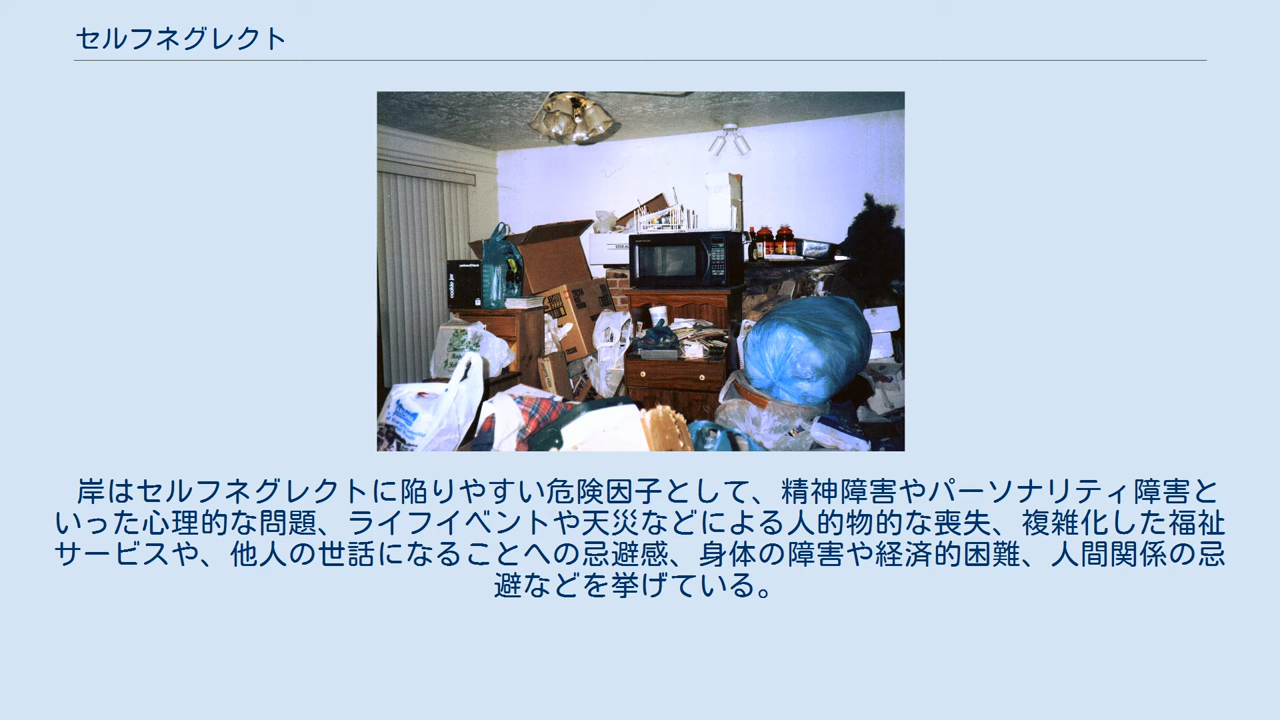 セルフネグレクト
岸はセルフネグレクトに陥りやすい危険因子として、精神障害やパーソナリティ障害と
いった心理的な問題、ライフイベントや天災などによる人的物的な喪失、複雑化した福祉
サービスや、他人の世話になることへの忌避感、身体の障害や経済的困難、人間関係の忌
避などを挙げている。